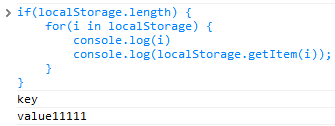 if(localStorage.length) {
for(i in localStorage) {
console.log(i)
console.log(localStorage.getItem(i));
}
}
key
value11111